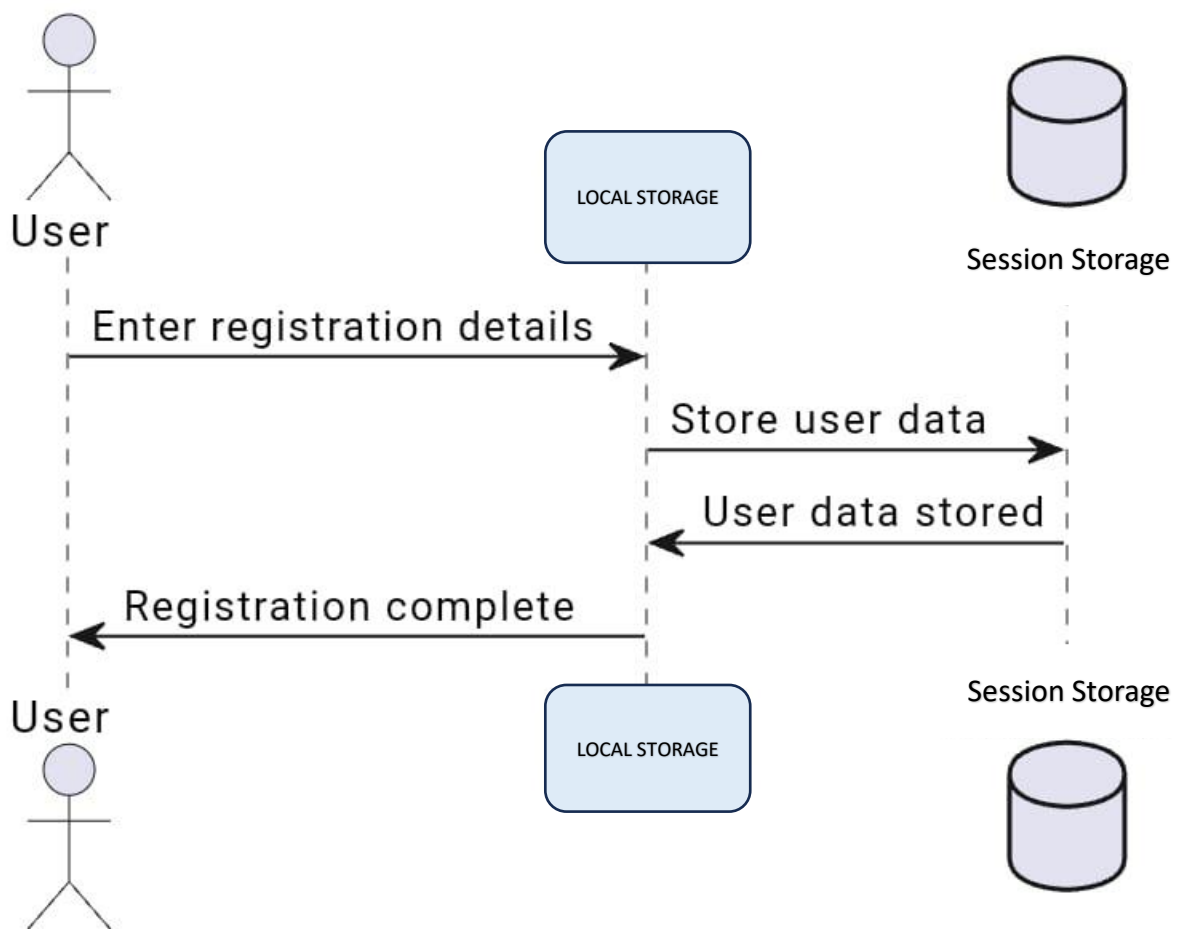 User
LOCAL STORAGE
Session Storage
Enter registration details
Store user data
User data stored
Registration complete
User
LOCAL STORAGE
Session Storage